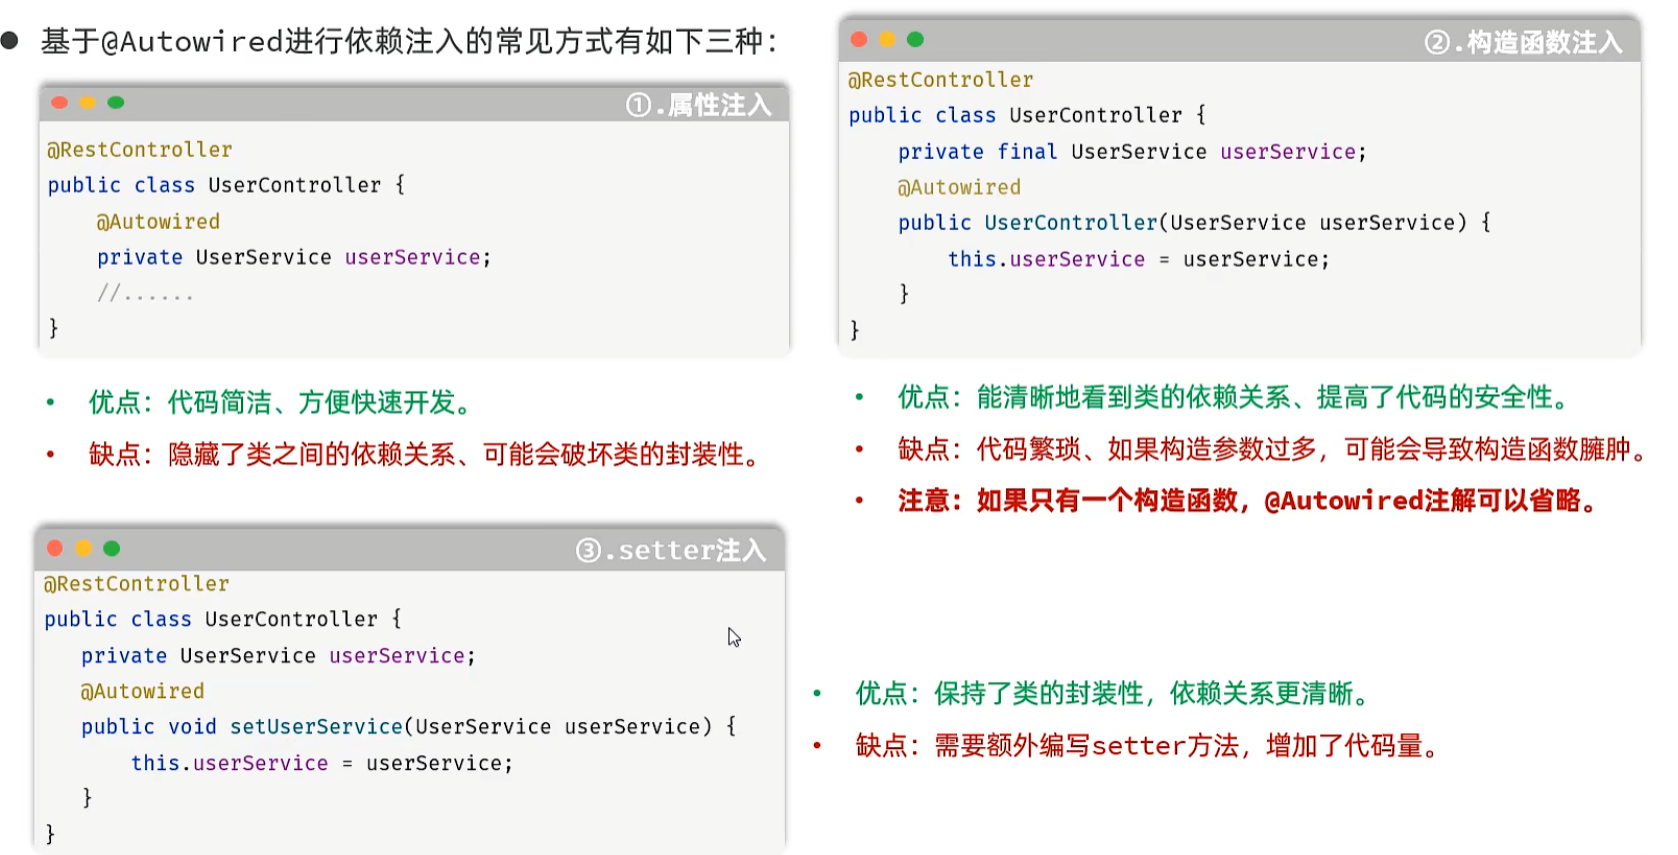 ● 基于@Autowired进行依赖注入的常见方式有如下三种：
①.属性注入
@RestController
public class UserController {
    @Autowired
    private UserService userService;
    //......
}
• 优点：代码简洁、方便快速开发。
• 缺点：隐藏了类之间的依赖关系、可能会破坏类的封装性。
②.构造函数注入
@RestController
public class UserController {
    private final UserService userService;
    @Autowired
    public UserController(UserService userService) {
        this.userService = userService;
    }
}
• 优点：能清晰地看到类的依赖关系、提高了代码的安全性。
• 缺点：代码繁琐、如果构造参数过多，可能会导致构造函数臃肿。
• 注意：如果只有一个构造函数，@Autowired注解可以省略。
③.setter注入
@RestController
public class UserController {
   private UserService userService;
   @Autowired
   public void setUserService(UserService userService) {
       this.userService = userService;
   }
}
• 优点：保持了类的封装性，依赖关系更清晰。
• 缺点：需要额外编写setter方法，增加了代码量。